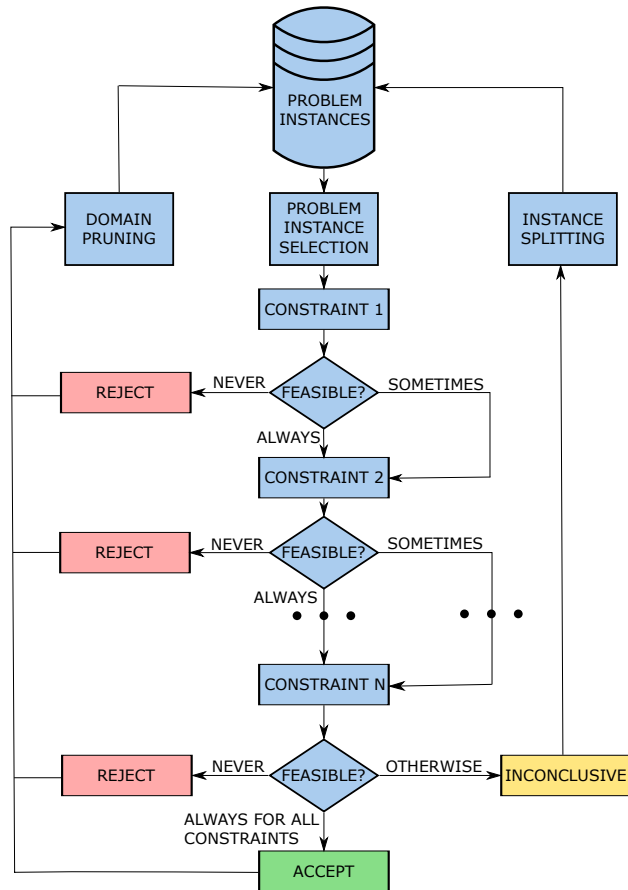 PROBLEM
INSTANCES
DOMAIN
PRUNING
PROBLEM
INSTANCE
SELECTION
INSTANCE
SPLITTING
CONSTRAINT 1
REJECT
NEVER
FEASIBLE?
SOMETIMES
ALWAYS
CONSTRAINT 2
REJECT
NEVER
FEASIBLE?
SOMETIMES
ALWAYS
CONSTRAINT N
REJECT
NEVER
FEASIBLE?
OTHERWISE
INCONCLUSIVE
ALWAYS FOR ALL
CONSTRAINTS
ACCEPT